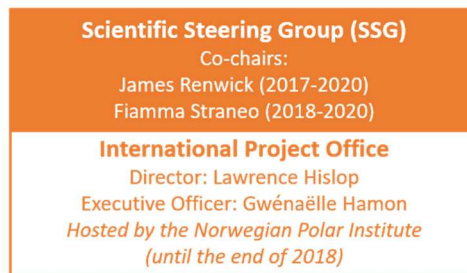 Scientific Steering Group (SSG)
Co-chairs:
James Renwick (2017-2020)
Fiamma Straneo (2018-2020)
International Project Office
Director: Lawrence Hislop
Executive Officer: Gwénaëlle Hamon
Hosted by the Norwegian Polar Institute
(until the end of 2018)